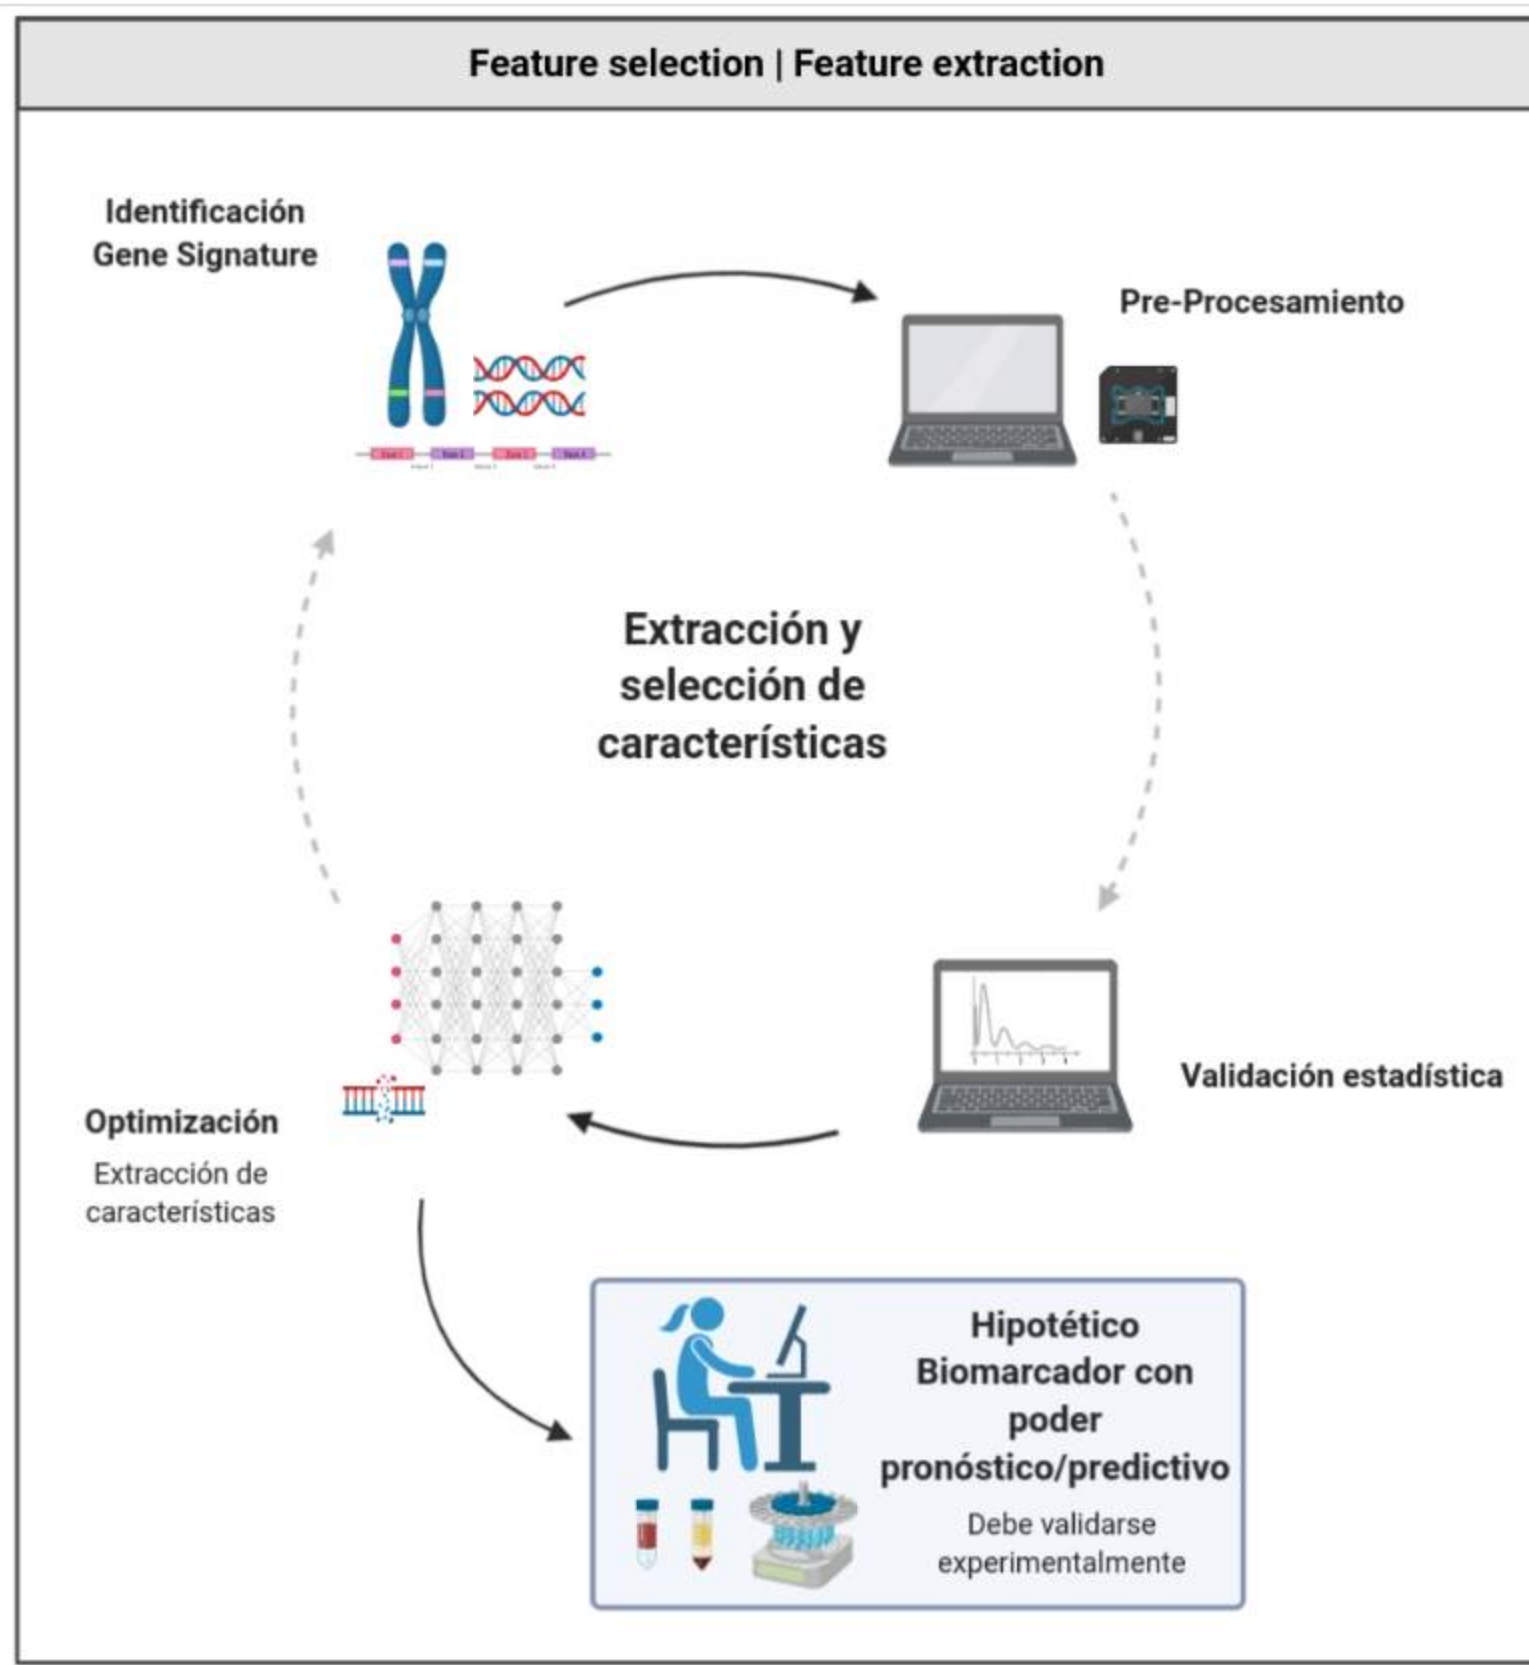 Feature selection | Feature extraction
Identificación
Gene Signature
Pre-Procesamiento
Extracción y
selección de
características
Validación estadística
Optimización
Extracción de
características
Hipotético
Biomarcador con
poder
pronóstico/predictivo
Debe validarse
experimentalmente